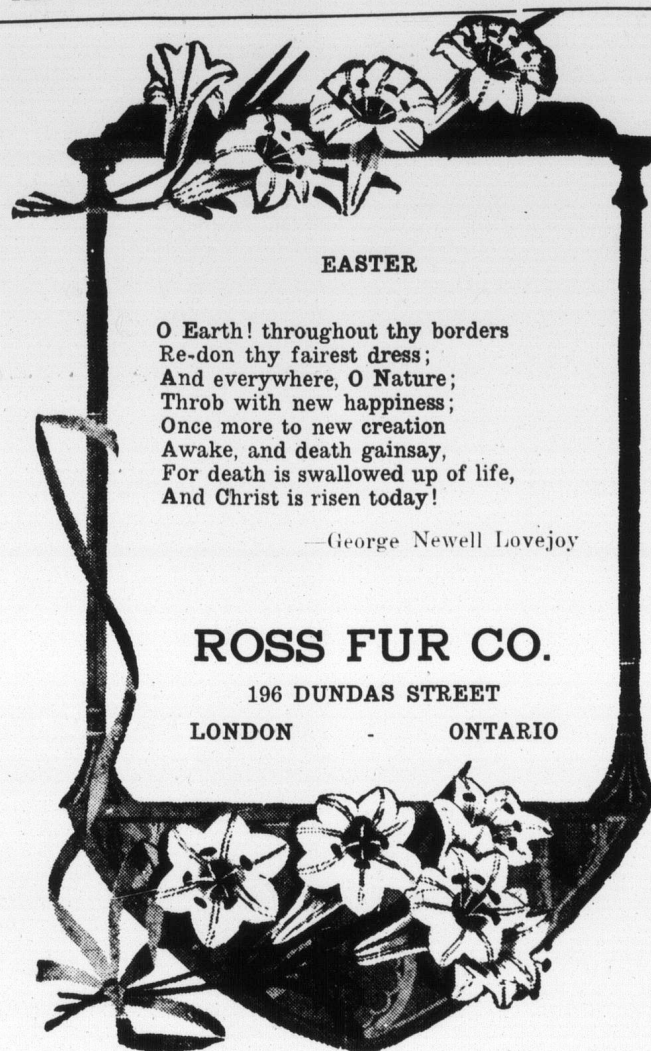 EASTER
O Earth! throughout thy borders
Re-don thy fairest dress;
And everywhere, O Nature;
Throb with new happiness;
Once more to new creation
Awake, and death gainsay,
For death is swallowed up of life,
And Christ is risen today!
—George Newell Lovejoy
ROSS FUR CO.
196 DUNDAS STREET
LONDON - ONTARIO